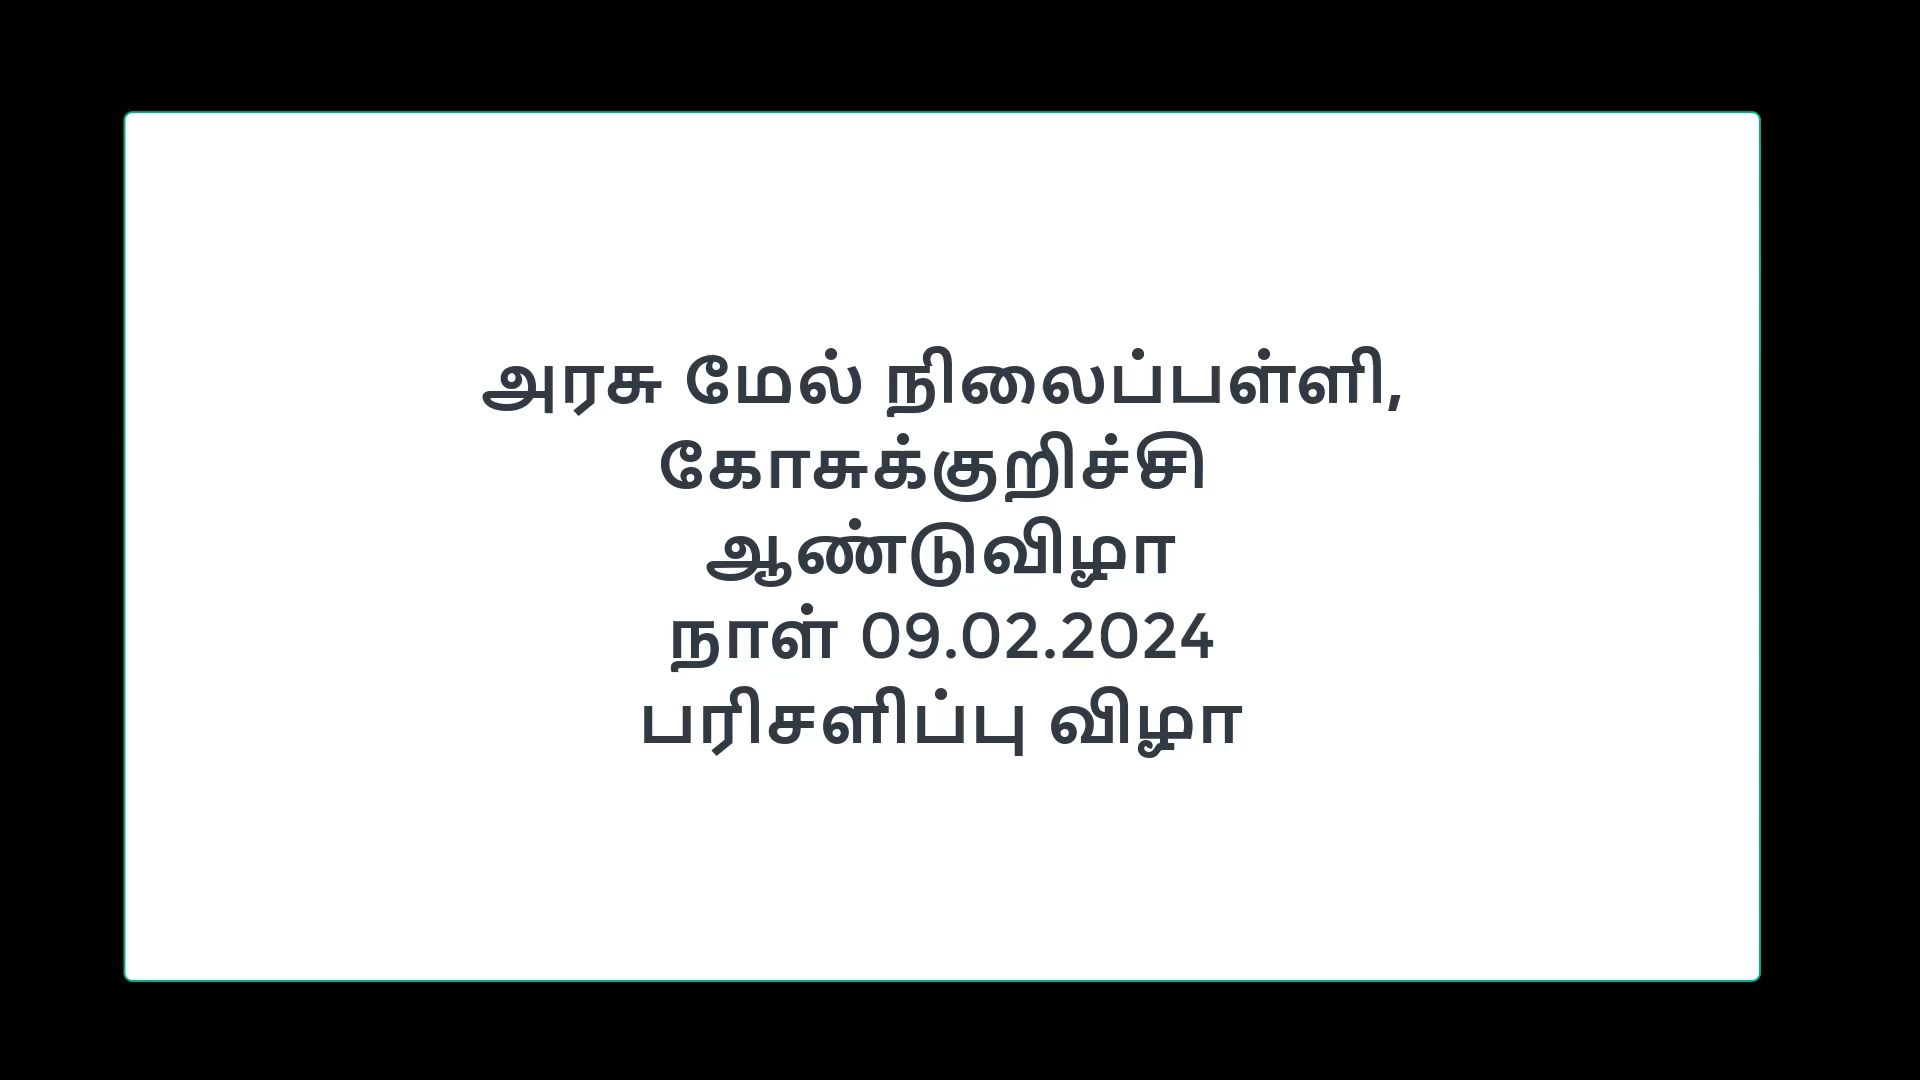 அரசு மேல் நிலைப்பள்ளி,
கோசுக்குறிச்சி
ஆண்டுவிழா
நாள் 09.02.2024
பரிசளிப்பு விழா